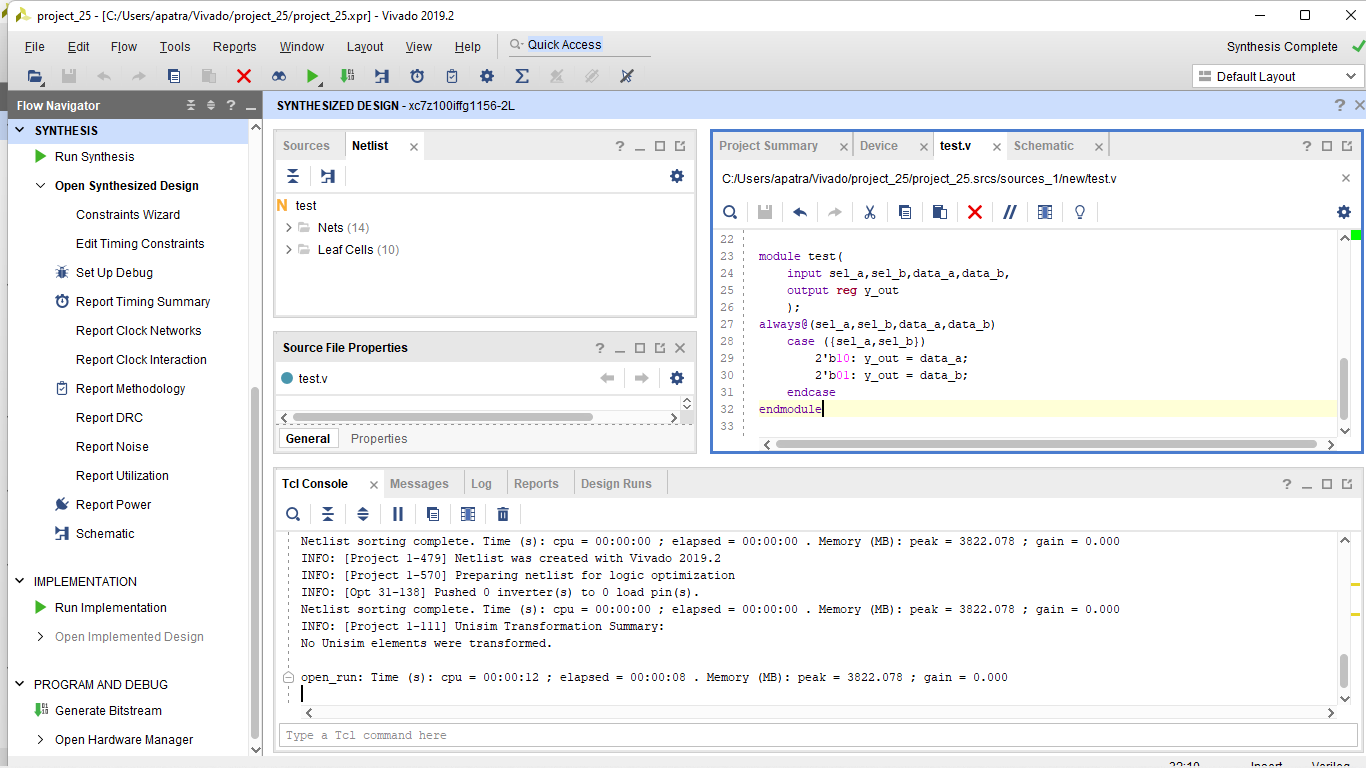 project_25 - [C:/Users/apatra/Vivado/project_25/project_25.xpr] - Vivado 2019.2
File Edit Flow Tools Reports Window Layout View Help Quick Access
Synthesis Complete
Default Layout
Flow Navigator
SYNTHESIS
Run Synthesis
Open Synthesized Design
Constraints Wizard
Edit Timing Constraints
Set Up Debug
Report Timing Summary
Report Clock Networks
Report Clock Interaction
Report Methodology
Report DRC
Report Noise
Report Utilization
Report Power
Schematic
IMPLEMENTATION
Run Implementation
Open Implemented Design
PROGRAM AND DEBUG
Generate Bitstream
Open Hardware Manager
SYNTHESIZED DESIGN - xc7z100iffg1156-2L
Sources Netlist
N test
Nets (14)
Leaf Cells (10)
Source File Properties
test.v
General Properties
Project Summary Device test.v Schematic
C:/Users/apatra/Vivado/project_25/project_25.srcs/sources_1/new/test.v
22
23 module test(
24 input sel_a,sel_b,data_a,data_b,
25 output reg y_out
26 );
27 always@(sel_a,sel_b,data_a,data_b)
28 case ({sel_a,sel_b})
29 2'b10: y_out = data_a;
30 2'b01: y_out = data_b;
31 endcase
32 endmodule
33
Tcl Console Messages Log Reports Design Runs
Netlist sorting complete. Time (s): cpu = 00:00:00 ; elapsed = 00:00:00 . Memory (MB): peak = 3822.078 ; gain = 0.000
INFO: [Project 1-479] Netlist was created with Vivado 2019.2
INFO: [Project 1-570] Preparing netlist for logic optimization
INFO: [Opt 31-138] Pushed 0 inverter(s) to 0 load pin(s).
Netlist sorting complete. Time (s): cpu = 00:00:00 ; elapsed = 00:00:00 . Memory (MB): peak = 3822.078 ; gain = 0.000
INFO: [Project 1-111] Unisim Transformation Summary:
No Unisim elements were transformed.
open_run: Time (s): cpu = 00:00:12 ; elapsed = 00:00:08 . Memory (MB): peak = 3822.078 ; gain = 0.000
Type a Tcl command here